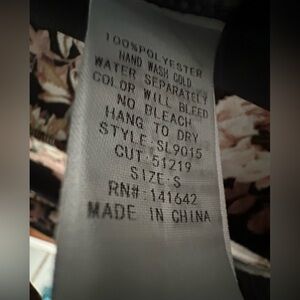 100%POLYESTER
HAND WASH COLD
WATER SEPARATELY
COLOR WILL BLEED
NO BLEACH
HANG TO DRY
STYLE:SL9015
CUT:51219
SIZE:S
RN#:141642
MADE IN CHINA